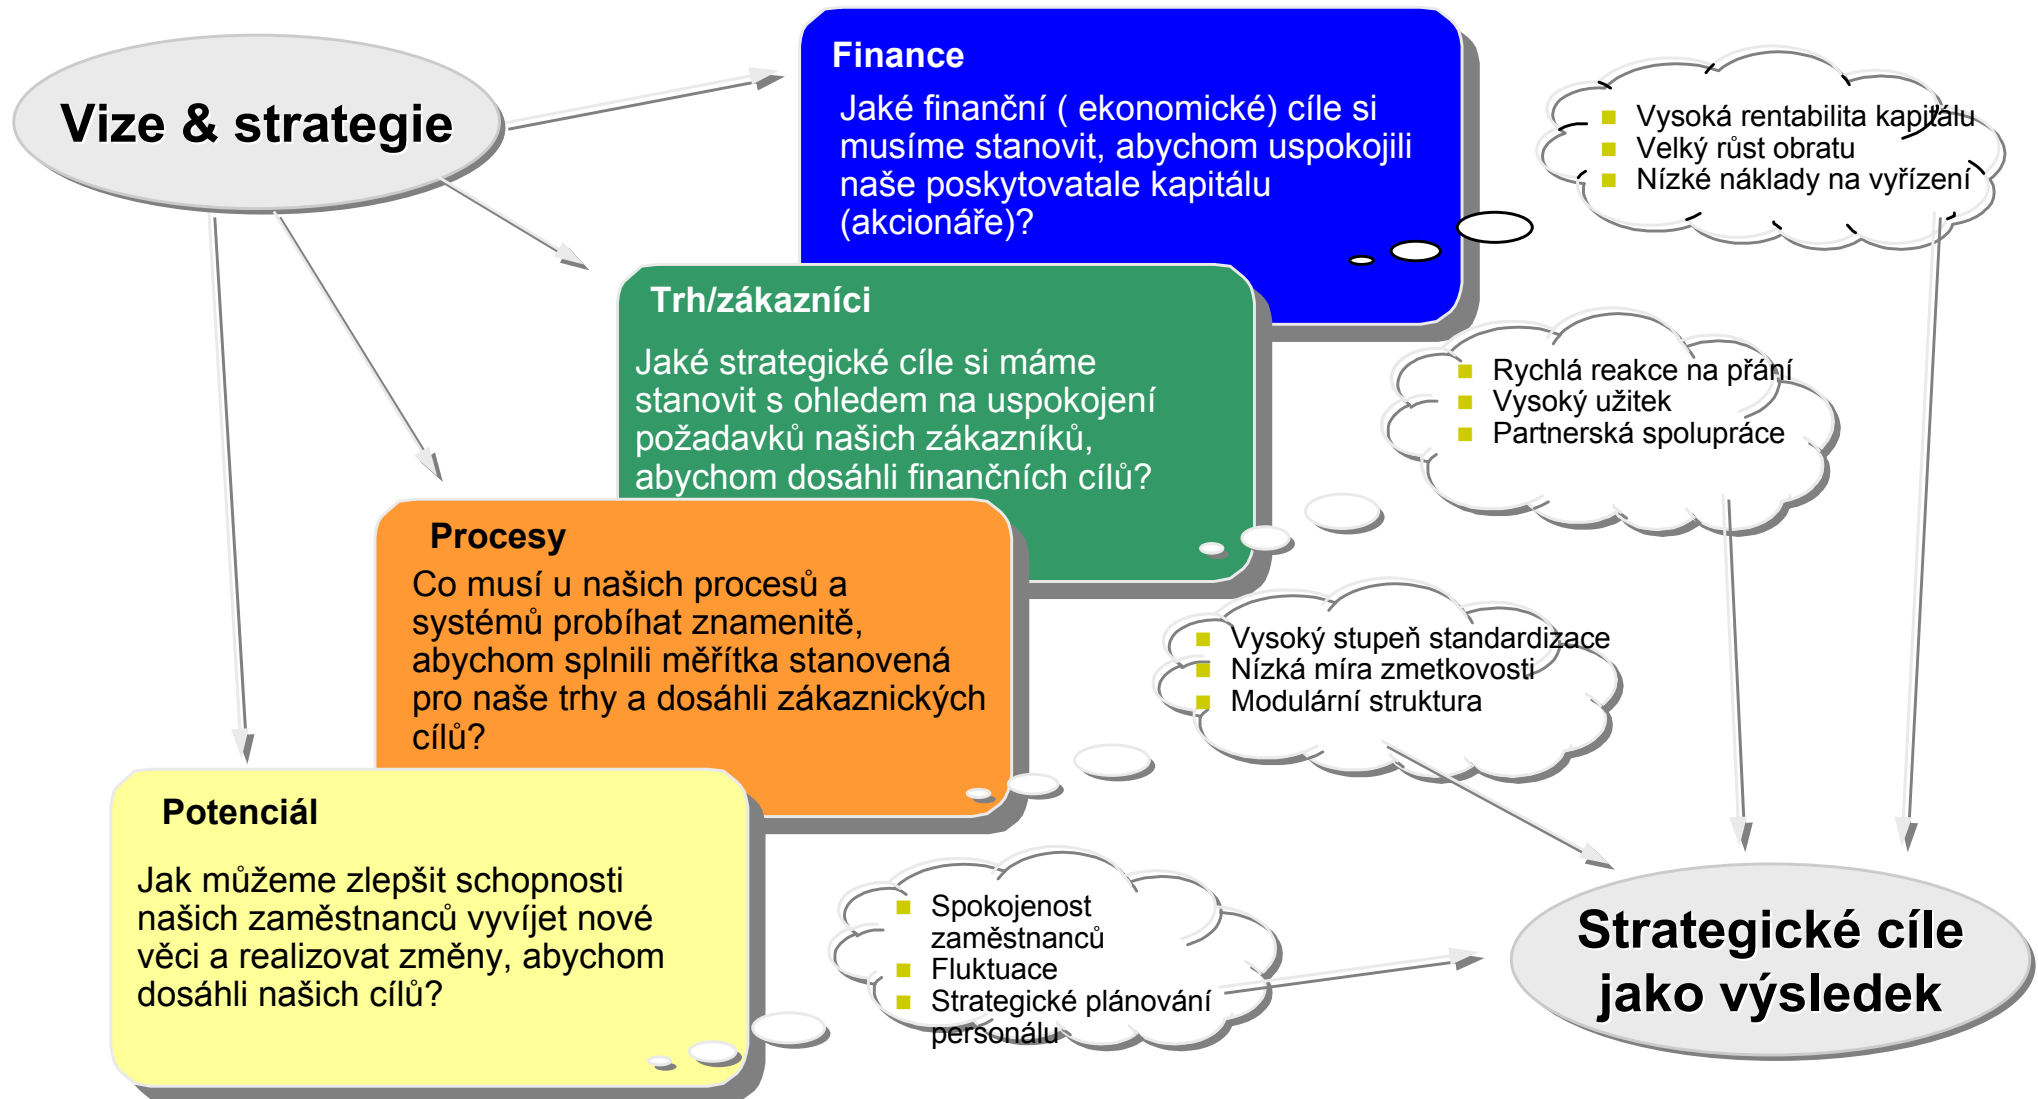 Vize & strategie
Finance
Jaké finanční ( ekonomické) cíle si
musíme stanovit, abychom uspokojili
naše poskytovatale kapitálu
(akcionáře)?
Vysoká rentabilita kapitálu
Velký růst obratu
Nízké náklady na vyřízení
Trh/zákazníci
Jaké strategické cíle si máme
stanovit s ohledem na uspokojení
požadavků našich zákazníků,
abychom dosáhli finančních cílů?
Rychlá reakce na přání
Vysoký užitek
Partnerská spolupráce
Procesy
Co musí u našich procesů a
systémů probíhat znamenitě,
abychom splnili měřítka stanovená
pro naše trhy a dosáhli zákaznických
cílů?
Vysoký stupeň standardizace
Nízká míra zmetkovosti
Modulární struktura
Potenciál
Jak můžeme zlepšit schopnosti
našich zaměstnanců vyvíjet nové
věci a realizovat změny, abychom
dosáhli našich cílů?
Spokojenost
zaměstnanců
Fluktuace
Strategické plánování
personálu
Strategické cíle
jako výsledek